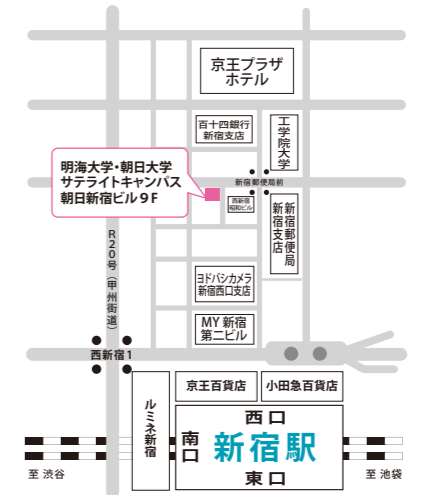 京王プラザ
ホテル
百十四銀行
新宿支店
工学院大学
明海大学・朝日大学
サテライトキャンパス
朝日新宿ビル９F
新宿郵便局前
西新宿
昭和ビル
新宿郵便局
新宿支店
R20号（甲州街道）
ヨドバシカメラ
新宿西口支店
MY 新宿
第二ビル
西新宿1
ルミネ新宿
京王百貨店
小田急百貨店
西口
南口
新宿駅
東口
至 渋谷
至 池袋